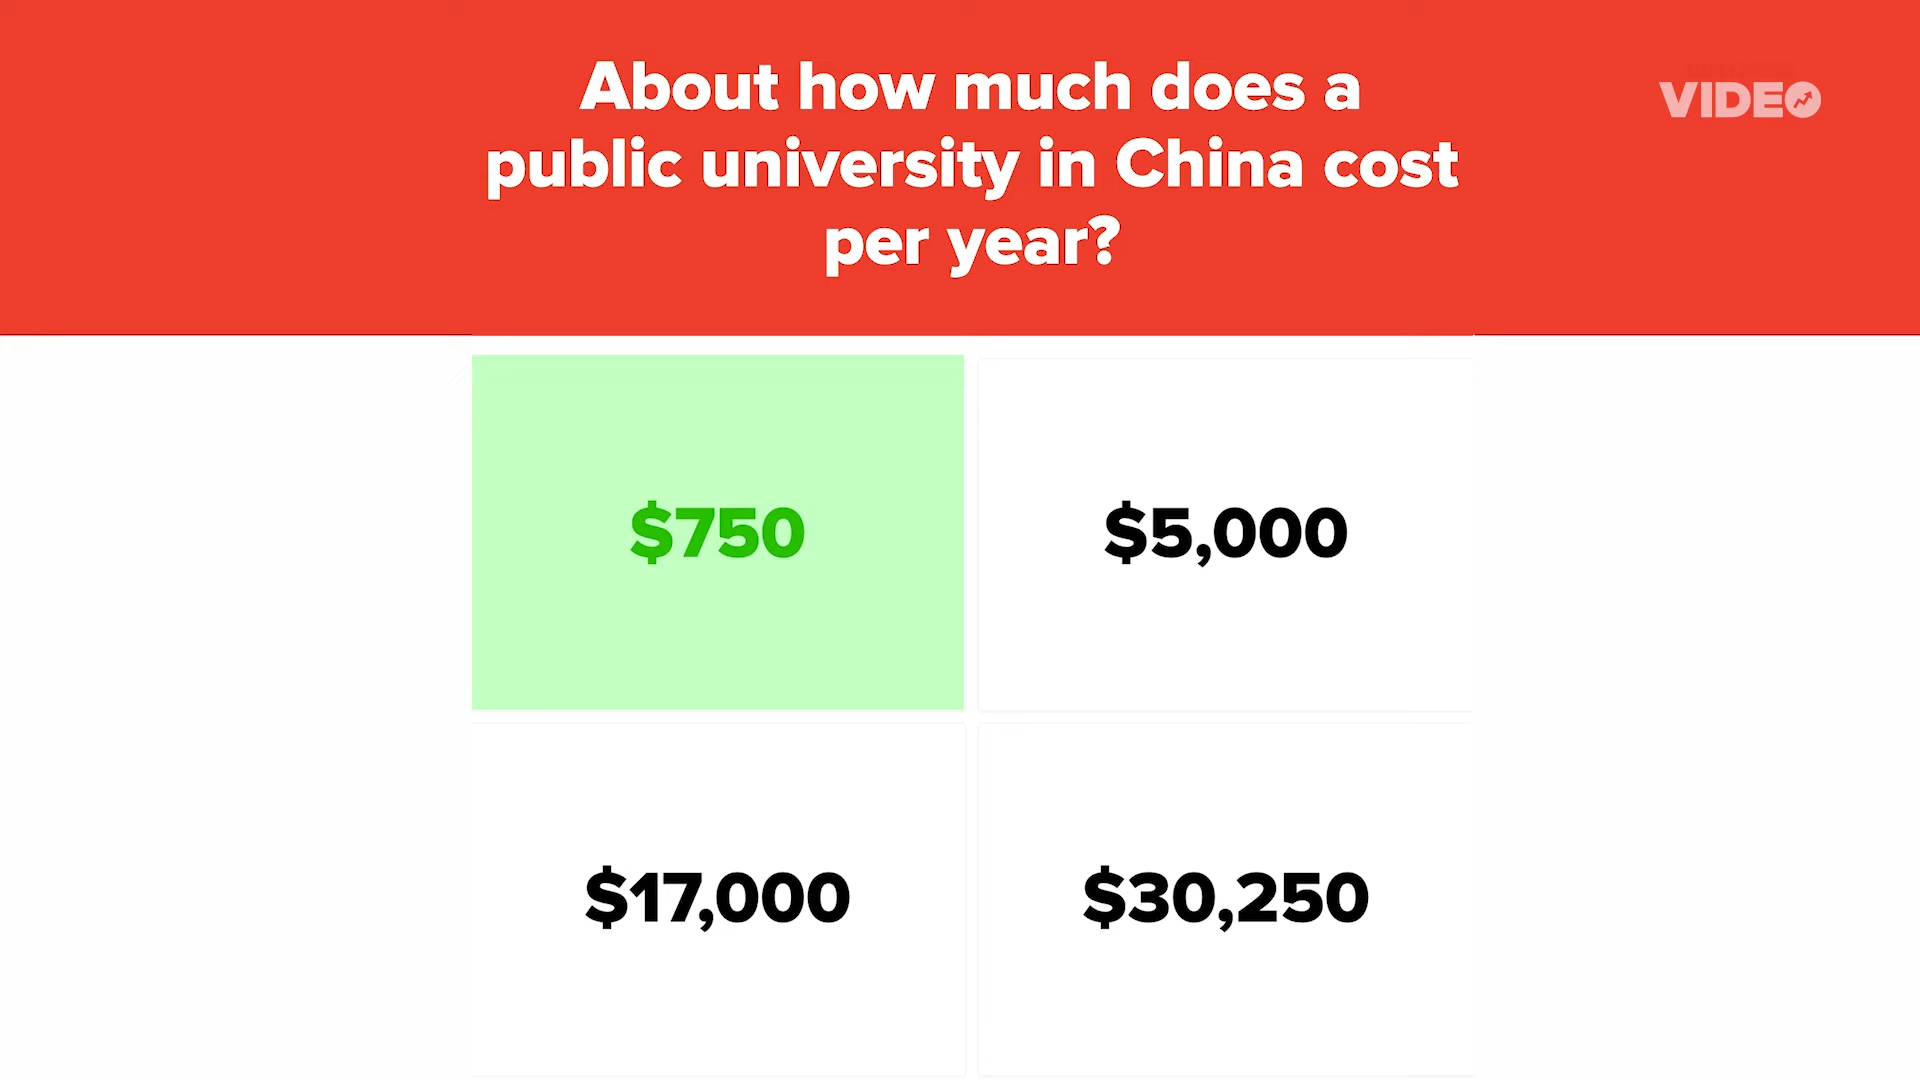 About how much does a
public university in China cost
per year?
VIDEO
$750
$5,000
$17,000
$30,250